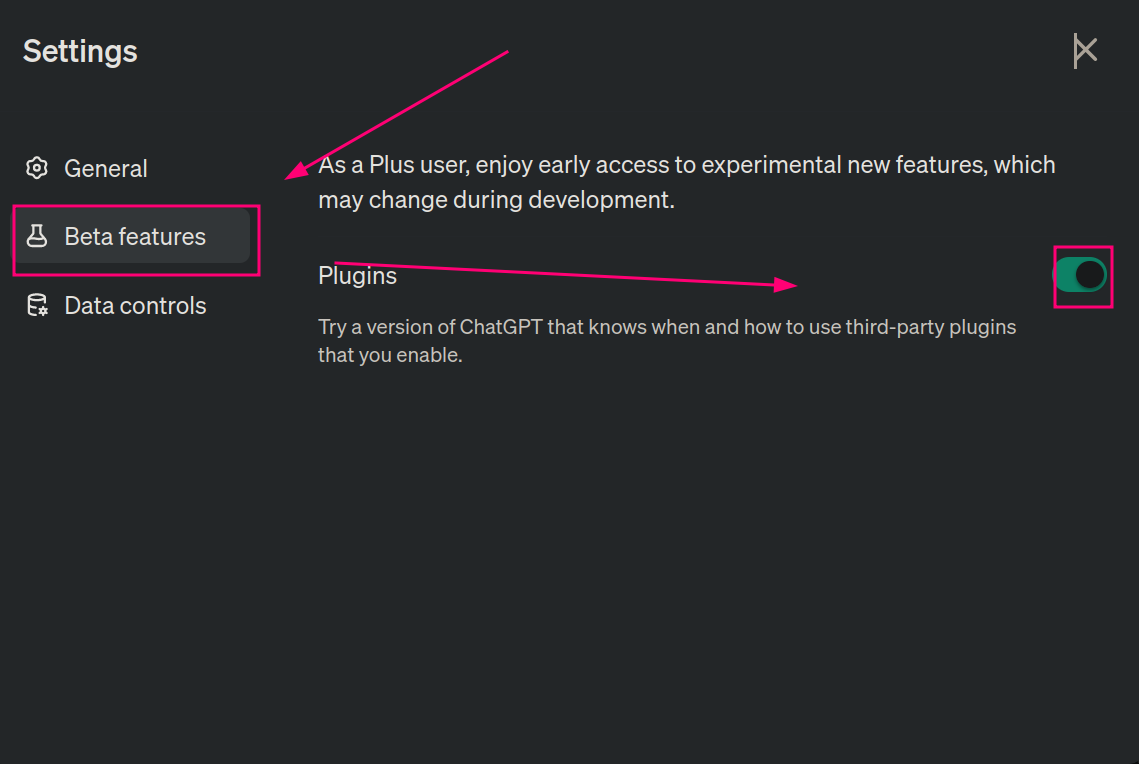 Settings
General
Beta features
Data controls
As a Plus user, enjoy early access to experimental new features, which
may change during development.
Plugins
Try a version of ChatGPT that knows when and how to use third-party plugins
that you enable.